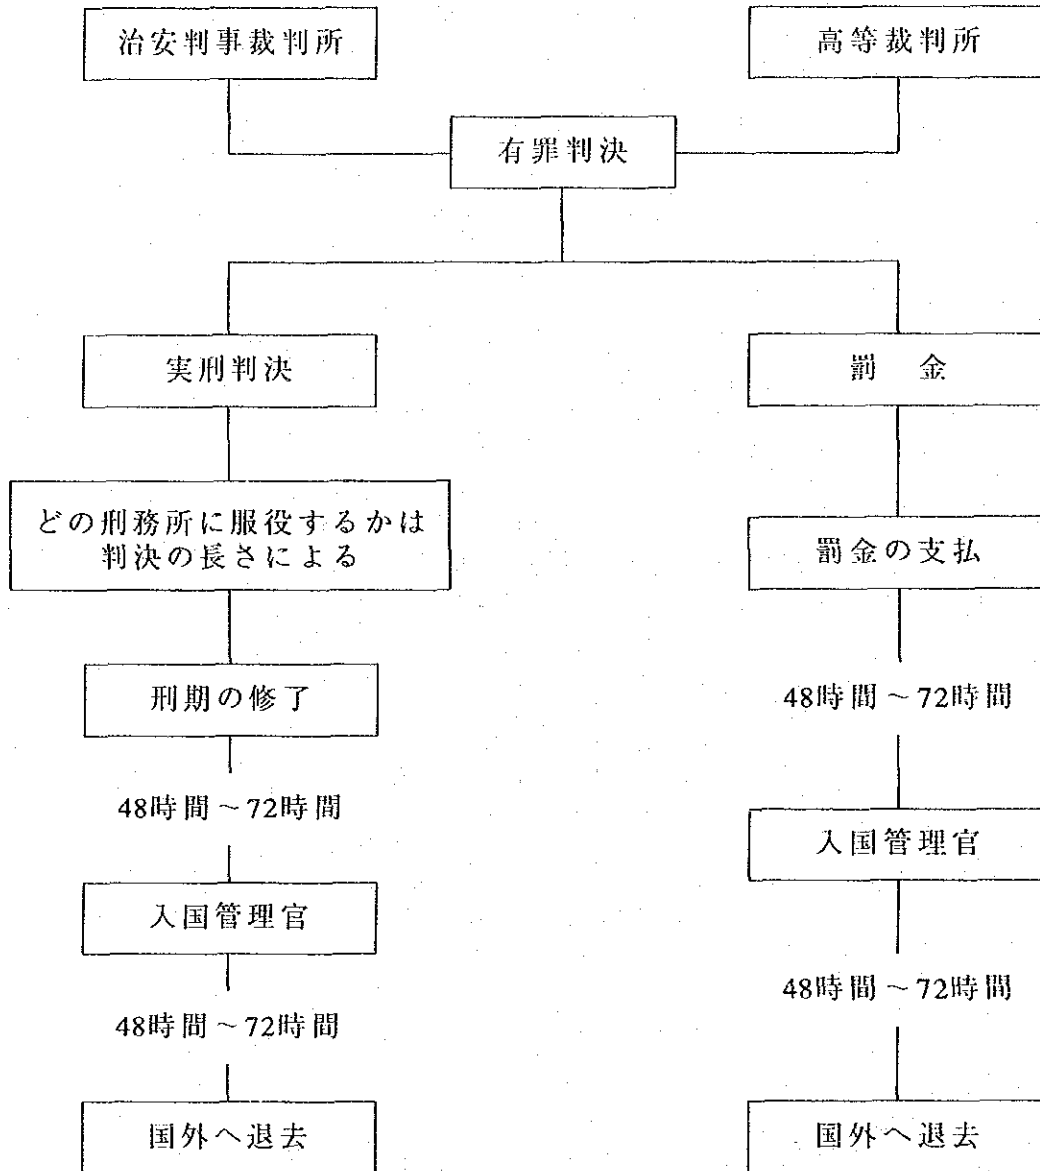 治安判事裁判所
高等裁判所
有罪判決
実刑判決
罰 金
どの刑務所に服役するかは
判決の長さによる
罰金の支払
刑期の修了
48時間～72時間
48時間～72時間
入国管理官
入国管理官
48時間～72時間
48時間～72時間
国外へ退去
国外へ退去